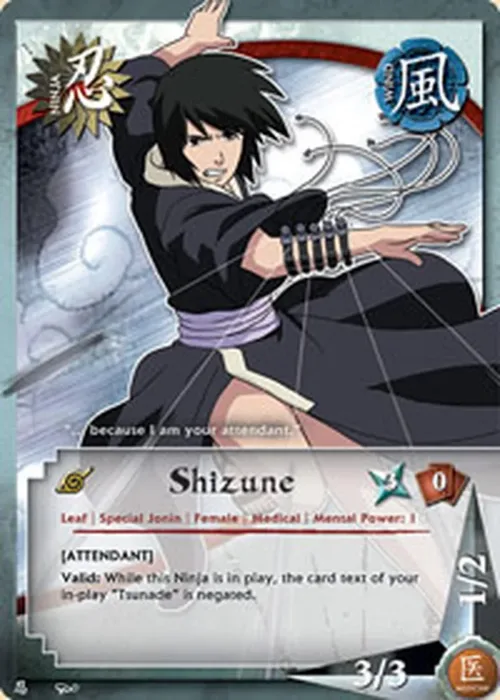 NINJA
忍
WIND
風
"... because I am your attendant."
Shizune
3
0
Leaf | Special Jonin | Female | Medical | Mental Power: 1
[ATTENDANT]
Valid: While this Ninja is in play, the card text of your
in-play "Tsunade" is negated.
1/2
3/3
医